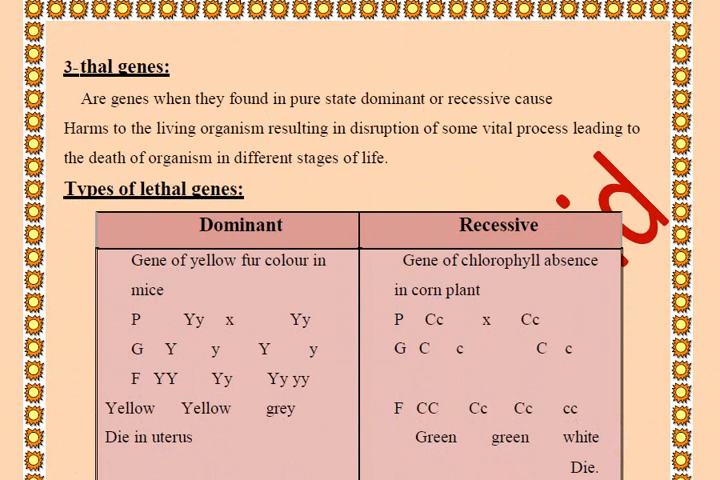 3-thal genes:
Are genes when they found in pure state dominant or recessive cause
Harms to the living organism resulting in disruption of some vital process leading to
the death of organism in different stages of life.
Types of lethal genes:
Dominant Recessive
Gene of yellow fur colour in
mice
P Yy x Yy
G Y y Y y
F YY Yy Yy yy
Yellow Yellow grey
Die in uterus
Gene of chlorophyll absence
in corn plant
P Cc x Cc
G C c C c
F CC Cc Cc cc
Green green white
Die.